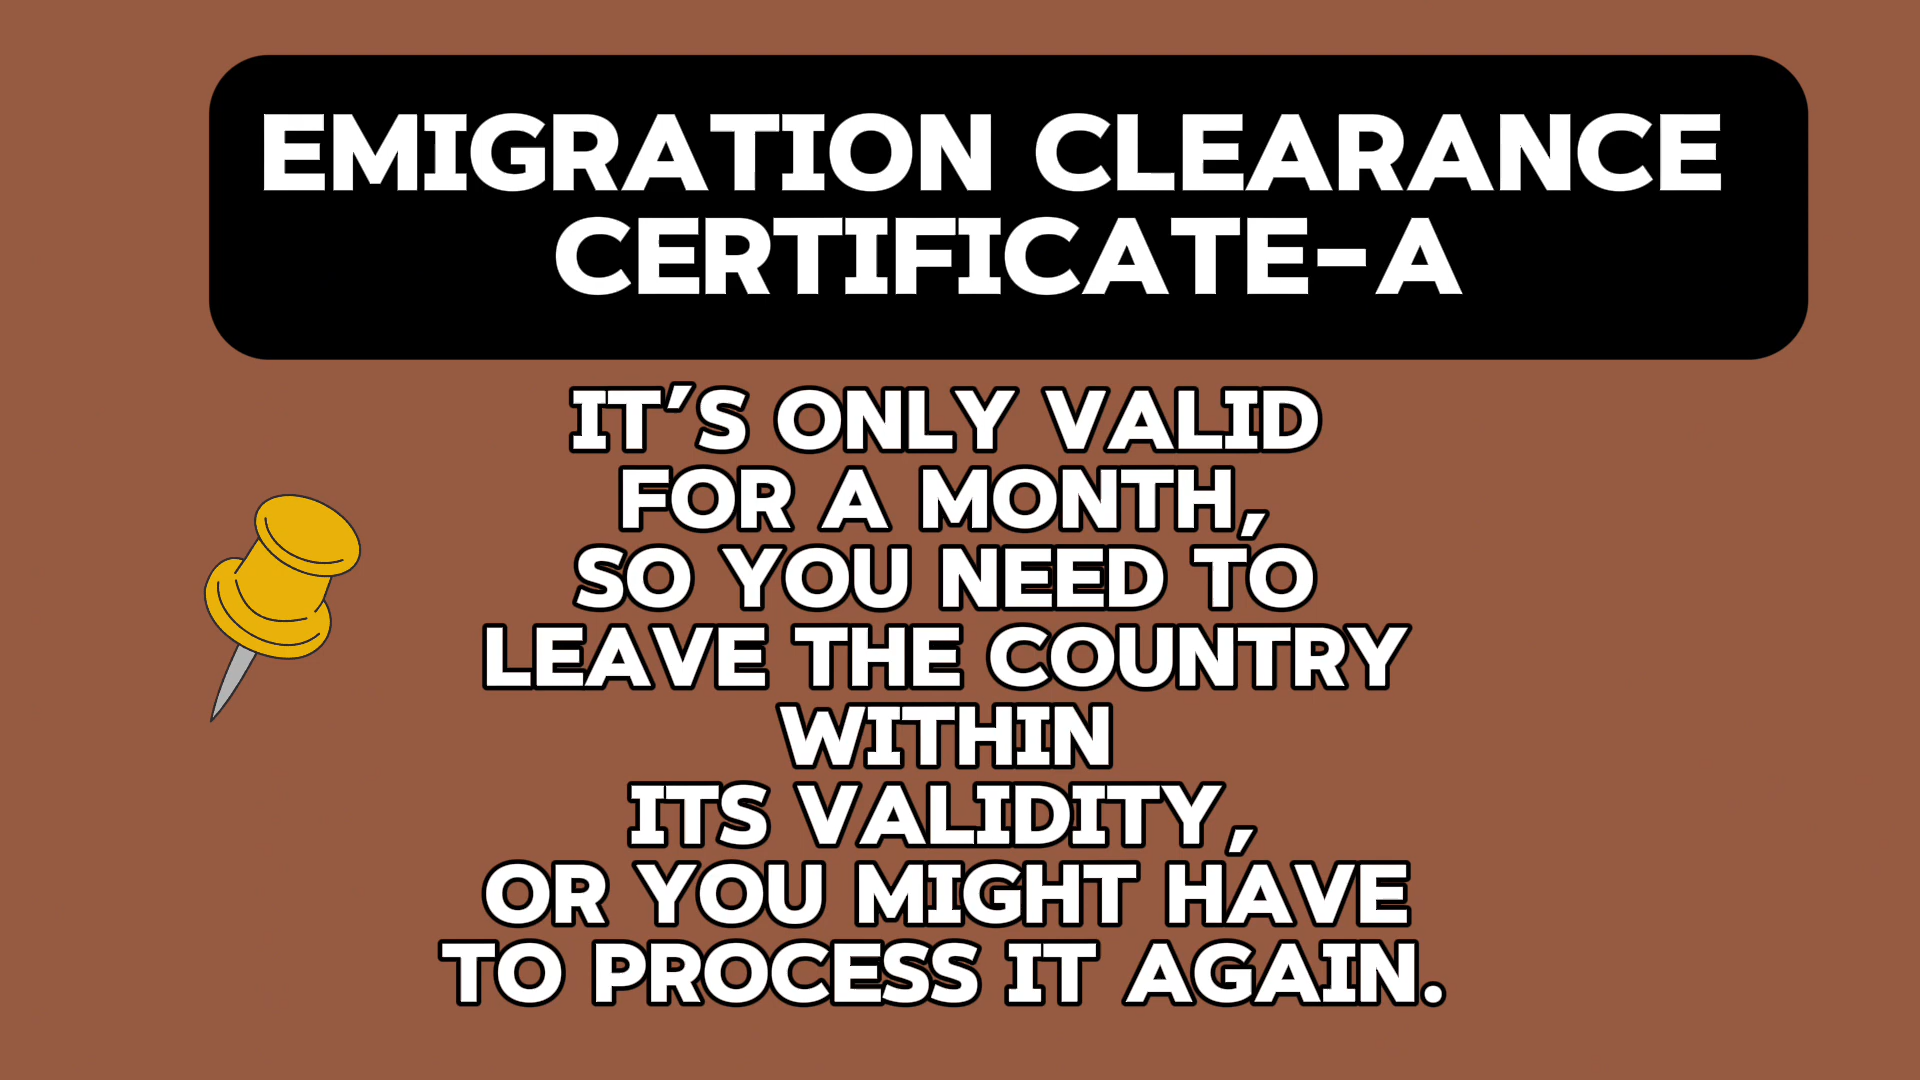 EMIGRATION CLEARANCE
CERTIFICATE-A
IT'S ONLY VALID
FOR A MONTH,
SO YOU NEED TO
LEAVE THE COUNTRY
WITHIN
ITS VALIDITY,
OR YOU MIGHT HAVE
TO PROCESS IT AGAIN.